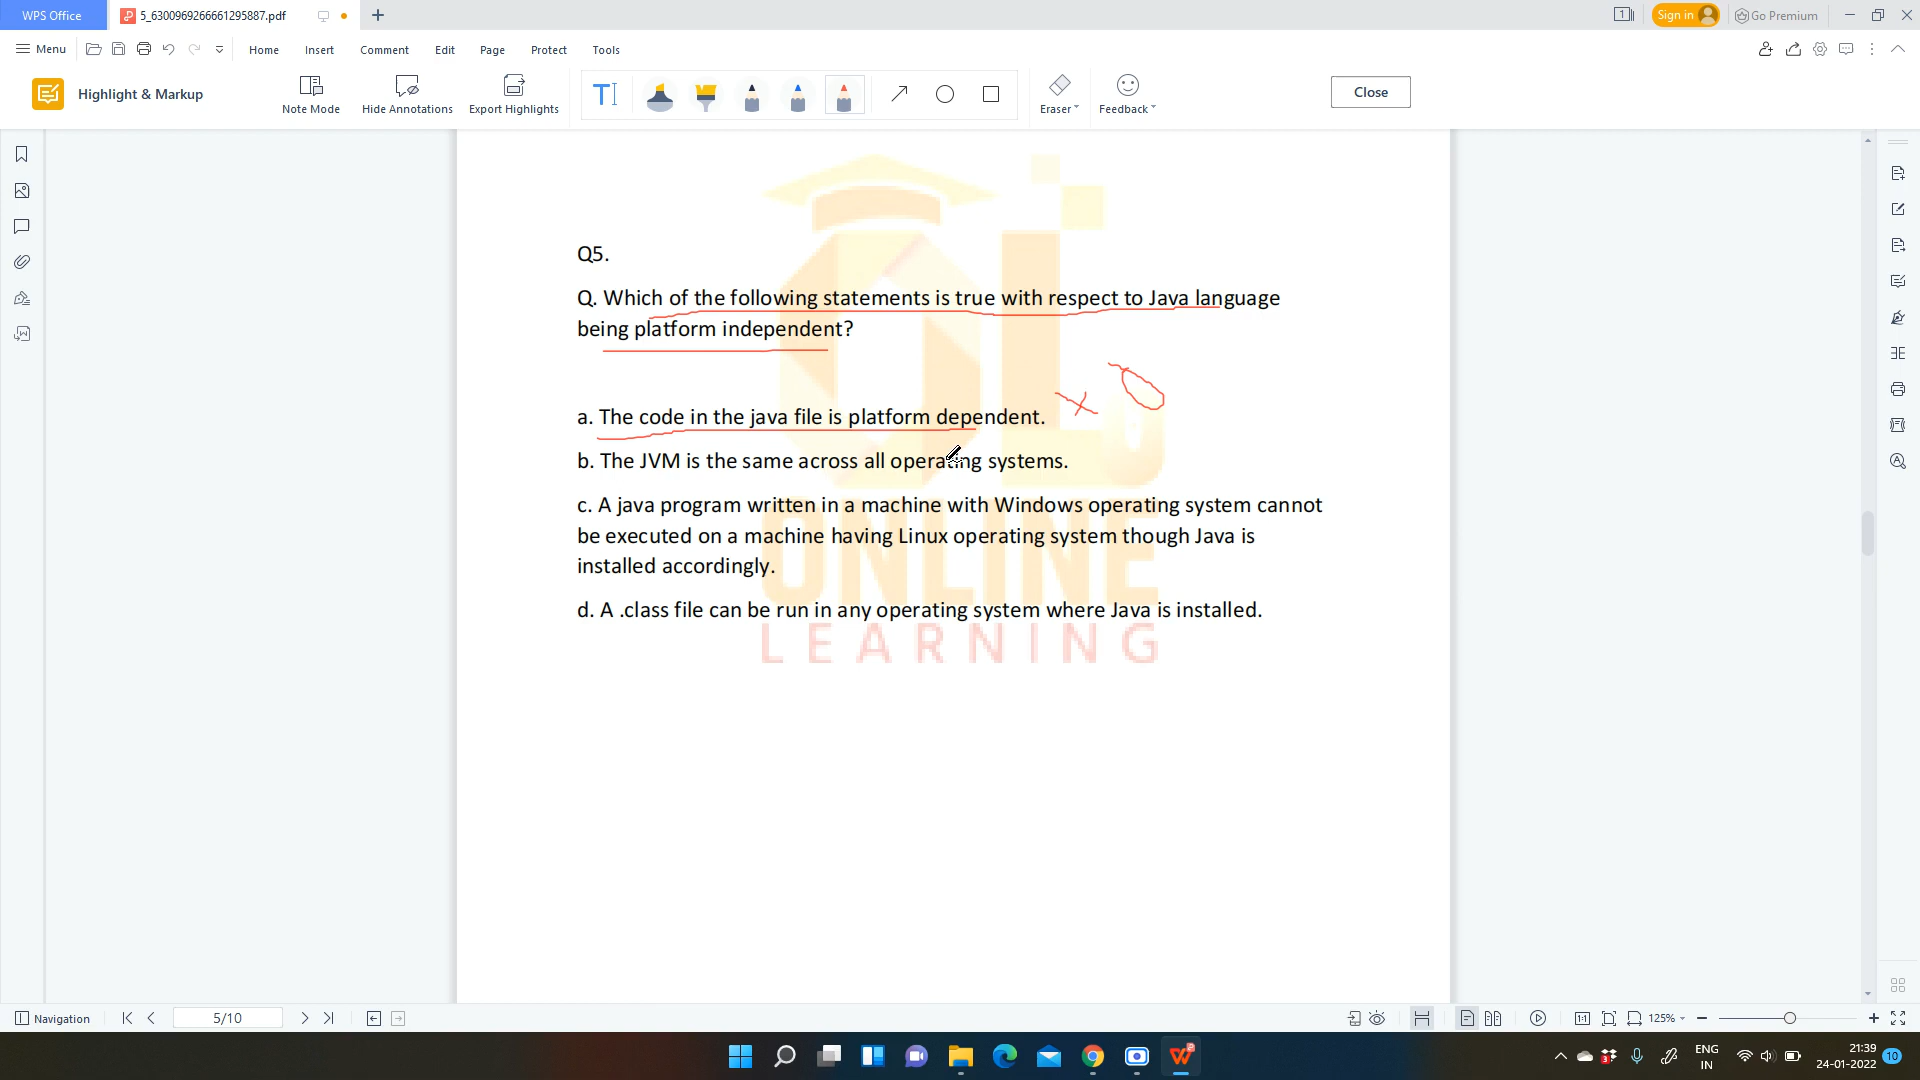 WPS Office
5_6300969266661295887.pdf
1
Sign in
Go Premium
Menu
Home
Insert
Comment
Edit
Page
Protect
Tools
Highlight & Markup
Note Mode
Hide Annotations
Export Highlights
T
Eraser
Feedback
Close
Q5.
Q. Which of the following statements is true with respect to Java language
being platform independent?
a. The code in the java file is platform dependent.
b. The JVM is the same across all operating systems.
c. A java program written in a machine with Windows operating system cannot
be executed on a machine having Linux operating system though Java is
installed accordingly.
d. A .class file can be run in any operating system where Java is installed.
OL
ONLINE
LEARNING
Navigation
5/10
1:1
125%
ENG
IN
21:39
24-01-2022
10